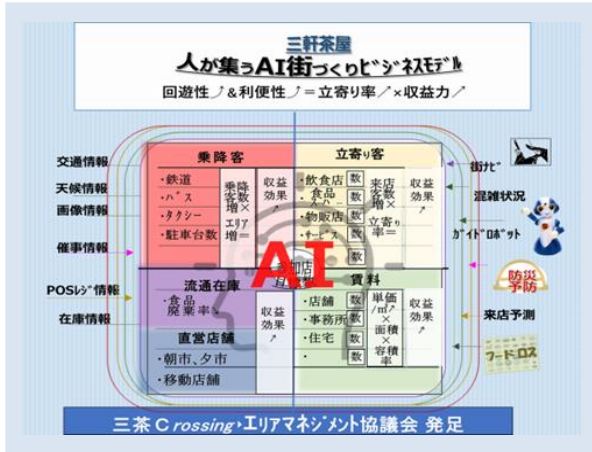 三軒茶屋
人が集うAI街づくりビジネスモデル
回遊性⤴&利便性⤴=立寄り率↗×収益力↗
交通情報
天候情報
画像情報
催事情報
POSレジ情報
在庫情報
乗降客
・鉄道
・バス
・タクシー
・駐車台数
乗降
客数
増×
エリア
増=
収益
効果
↗
立寄り客
・飲食店 数
・食品
数
・物販店 数
・サービス 数
数
来店
客数
増×
立寄り
率=
収益
効果
↗
AI
流通在庫
・食品
廃棄率↘
直営店舗
・朝市、夕市
・移動店舗
収益
効果
↗
賃料
・店舗 数
・事務所 数
・住宅 数
・ 数
単価
/㎡↗
×
面積
×
容積
率
収益
効果
↗
街ナビ
混雑状況
ガイドロボット
防災
予防
来店予測
フードロス
三茶Crossing・エリアマネジメント協議会 発足